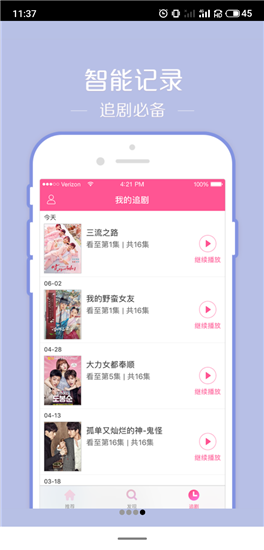 11:37
45
智能记录
追剧必备
Verizon
4:21 PM
100%
我的追剧
今天
三流之路
看至第1集 | 共16集
继续播放
06-02
我的野蛮女友
看至第1集 | 共16集
继续播放
04-28
大力女都奉顺
看至第5集 | 共16集
继续播放
도봉순
04-13
孤单又灿烂的神-鬼怪
看至第16集 | 共16集
继续播放
03-18
追剧